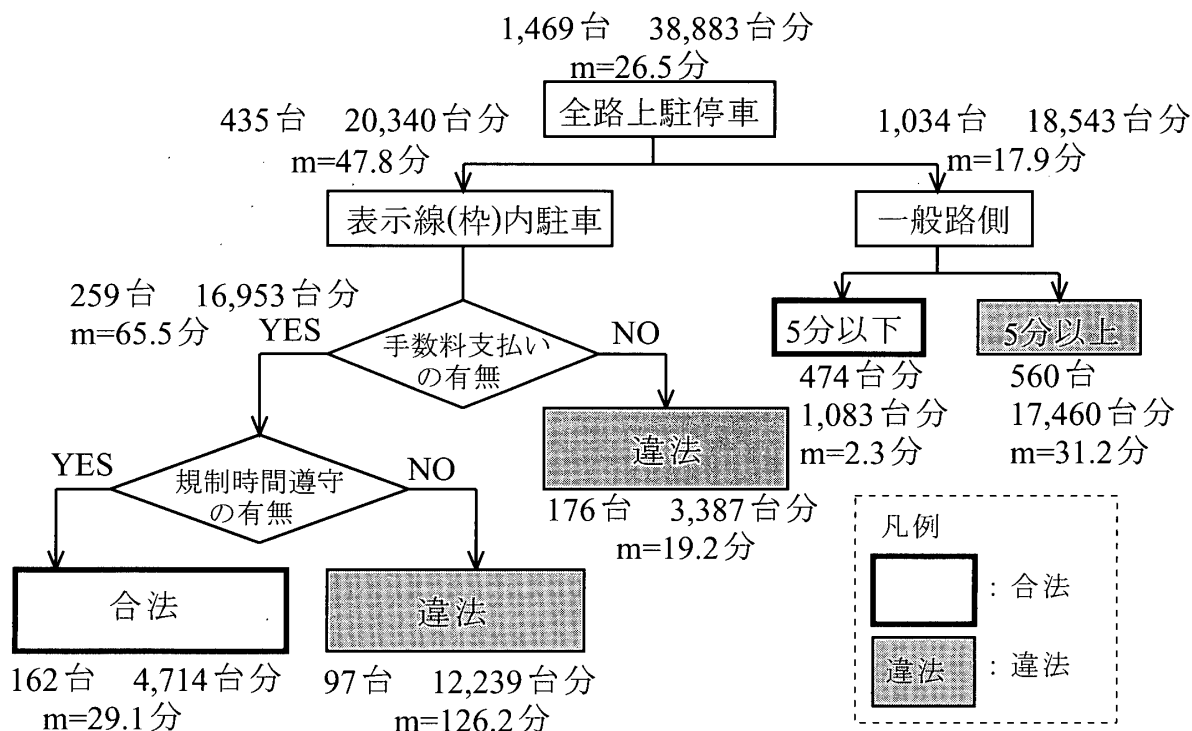 1,469台 38,883台分
m=26.5分
全路上駐停車
435台 20,340台分
m=47.8分
1,034台 18,543台分
m=17.9分
表示線(枠)内駐車
一般路側
259台 16,953台分
m=65.5分
YES
手数料支払い
の有無
NO
5分以下
474台分
1,083台分
m=2.3分
5分以上
560台
17,460台分
m=31.2分
違法
176台 3,387台分
m=19.2分
YES
規制時間遵守
の有無
NO
合法
162台 4,714台分
m=29.1分
違法
97台 12,239台分
m=126.2分
凡例
: 合法
違法 : 違法